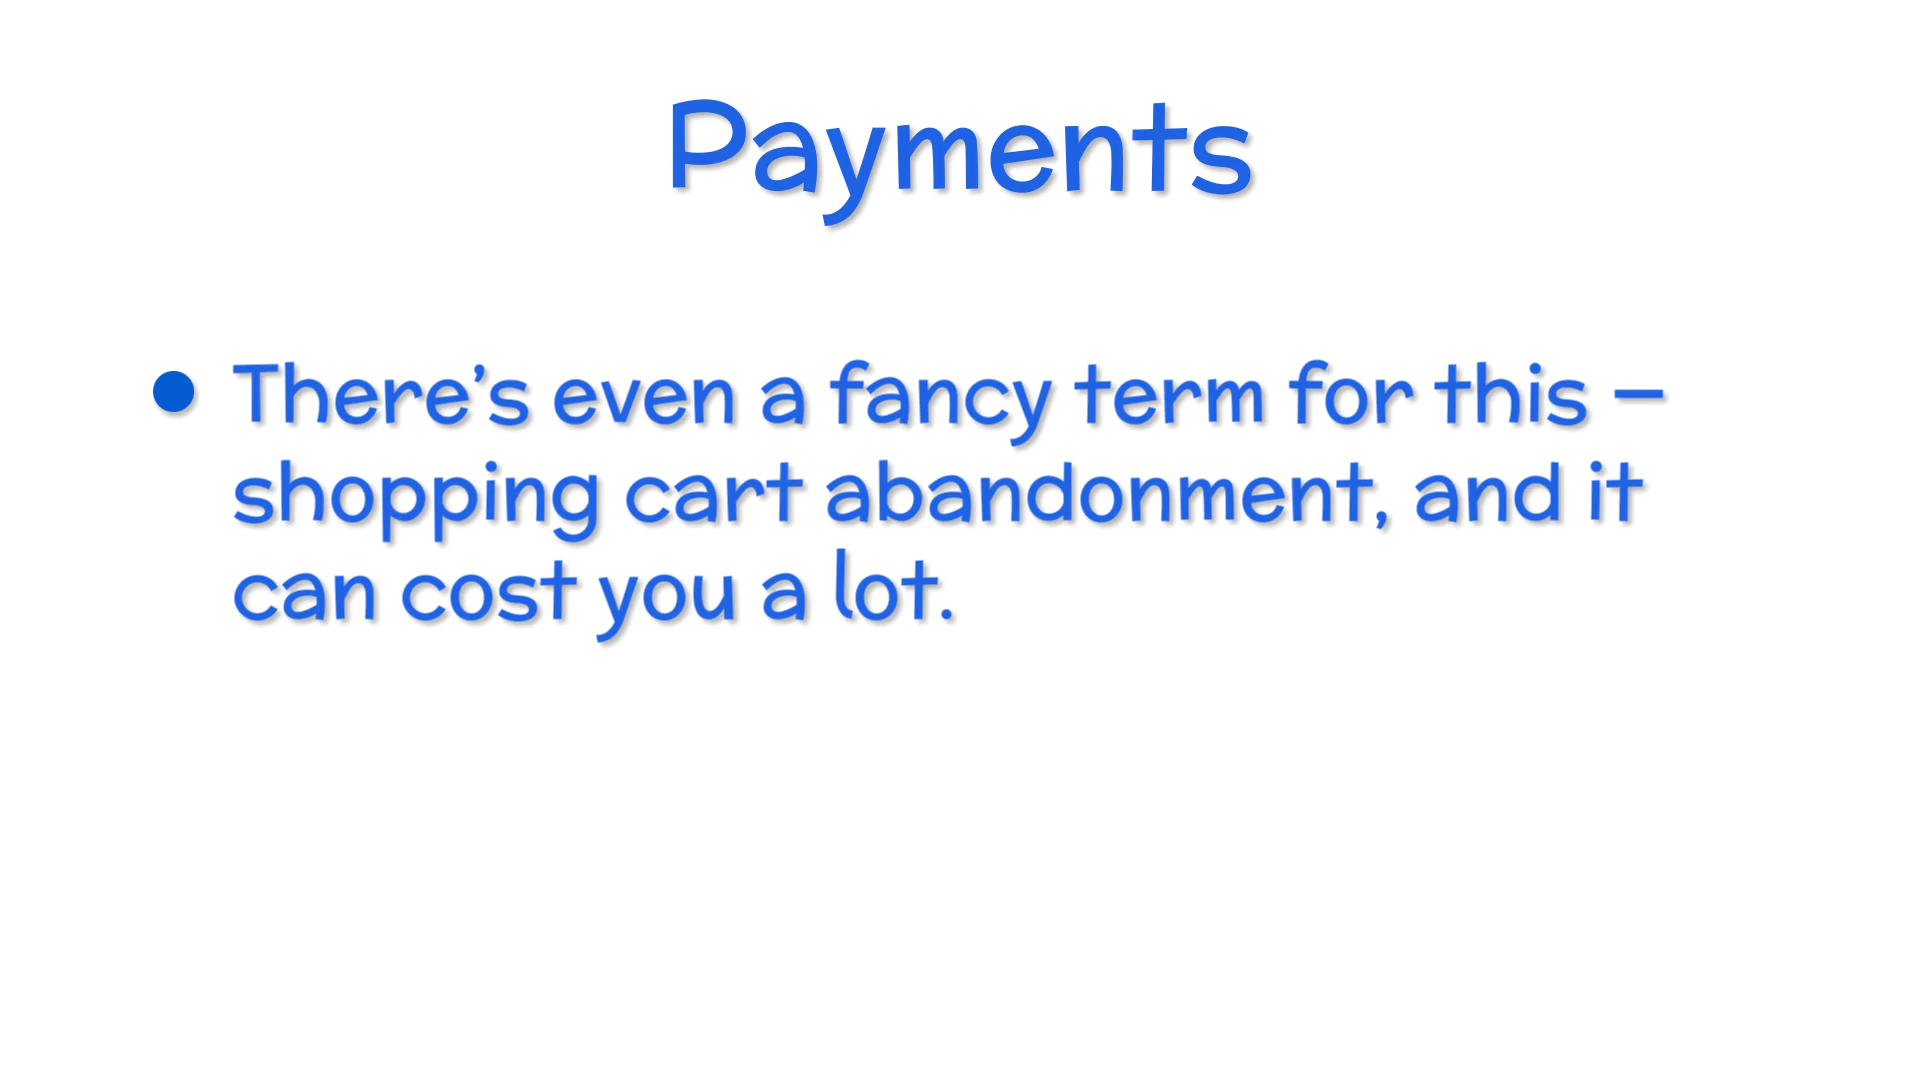 Payments
• There’s even a fancy term for this –
shopping cart abandonment, and it
can cost you a lot.